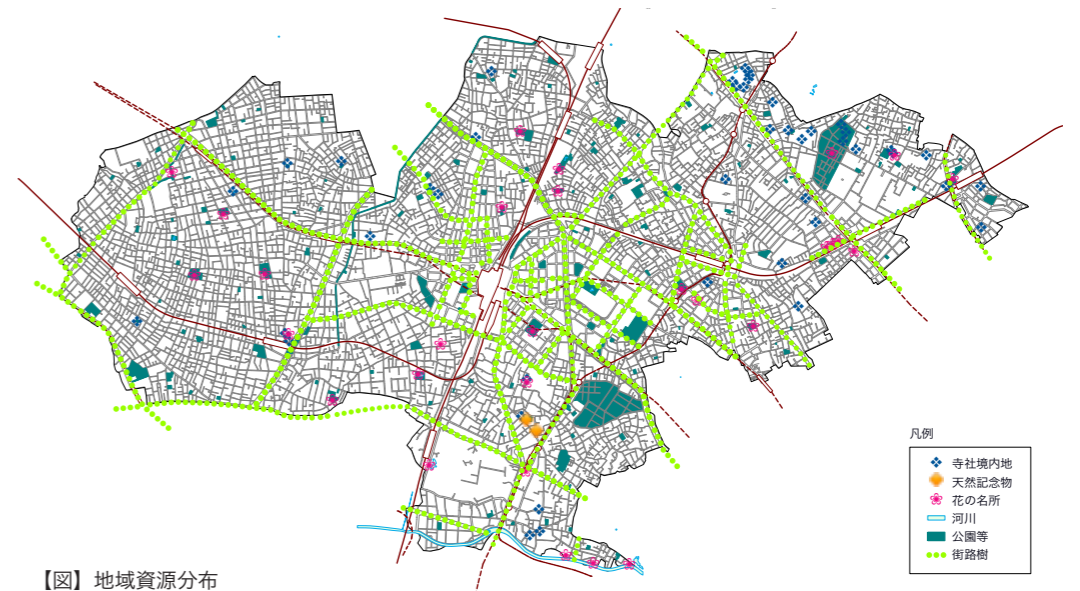 凡例
寺社境内地
天然記念物
花の名所
河川
公園等
街路樹
【図】地域資源分布